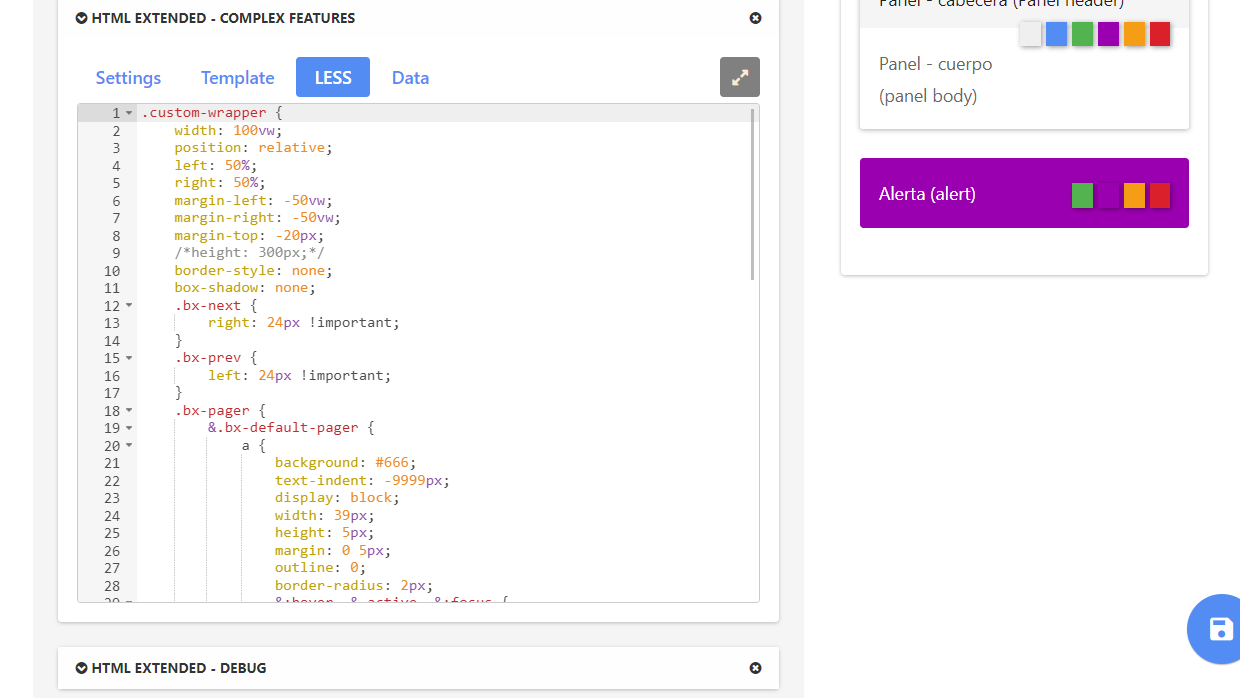 HTML EXTENDED - COMPLEX FEATURES
Settings Template LESS Data
1 .custom-wrapper {
2 width: 100vw;
3 position: relative;
4 left: 50%;
5 right: 50%;
6 margin-left: -50vw;
7 margin-right: -50vw;
8 margin-top: -20px;
9 /*height: 300px;*/
10 border-style: none;
11 box-shadow: none;
12 .bx-next {
13 right: 24px !important;
14 }
15 .bx-prev {
16 left: 24px !important;
17 }
18 .bx-pager {
19 &.bx-default-pager {
20 a {
21 background: #666;
22 text-indent: -9999px;
23 display: block;
24 width: 39px;
25 height: 5px;
26 margin: 0 5px;
27 outline: 0;
28 border-radius: 2px;
29 &:hover, &.active, &:focus {
HTML EXTENDED - DEBUG
Panel - cabecera (Panel header)
Panel - cuerpo
(panel body)
Alerta (alert)